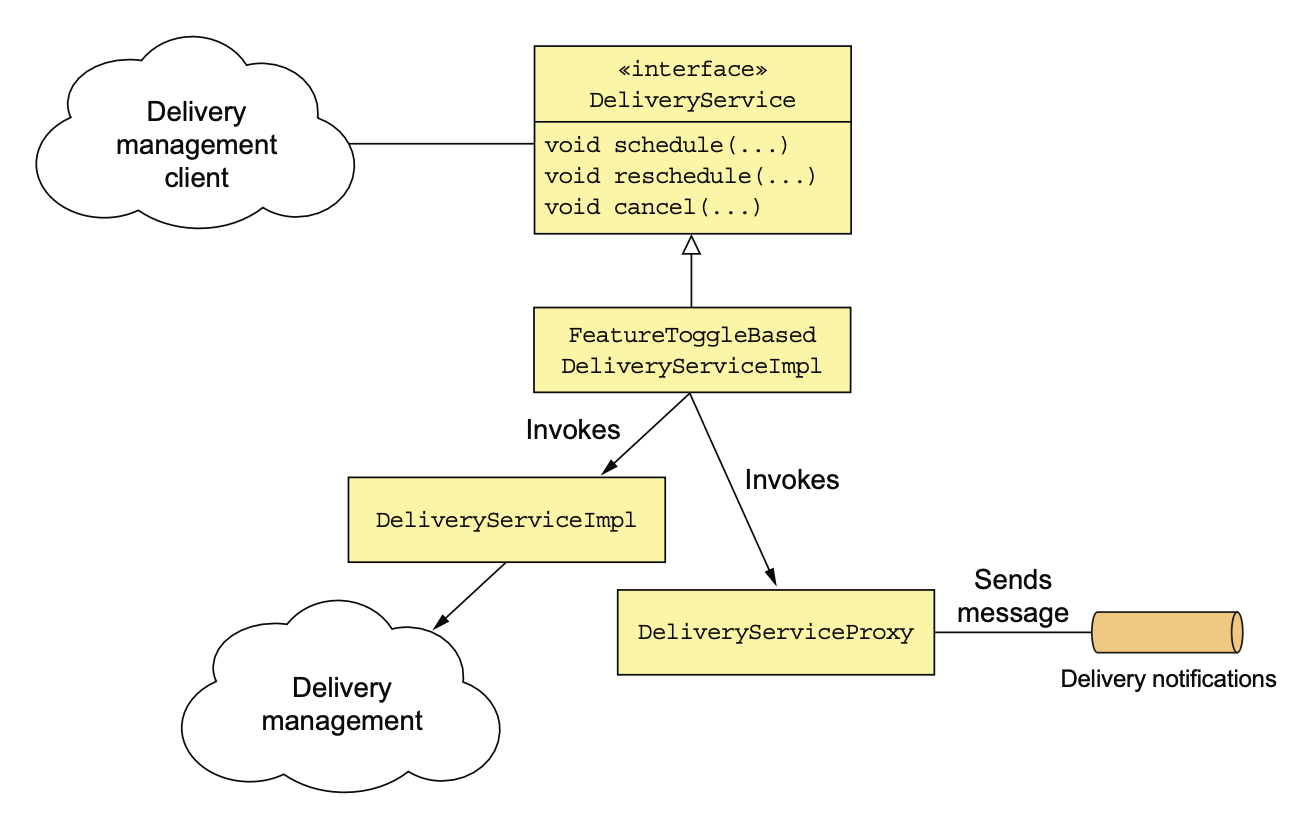 Delivery
management
client
«interface»
DeliveryService
void schedule(...)
void reschedule(...)
void cancel(...)
FeatureToggleBased
DeliveryServiceImpl
Invokes
Invokes
DeliveryServiceImpl
Sends
message
DeliveryServiceProxy
Delivery notifications
Delivery
management